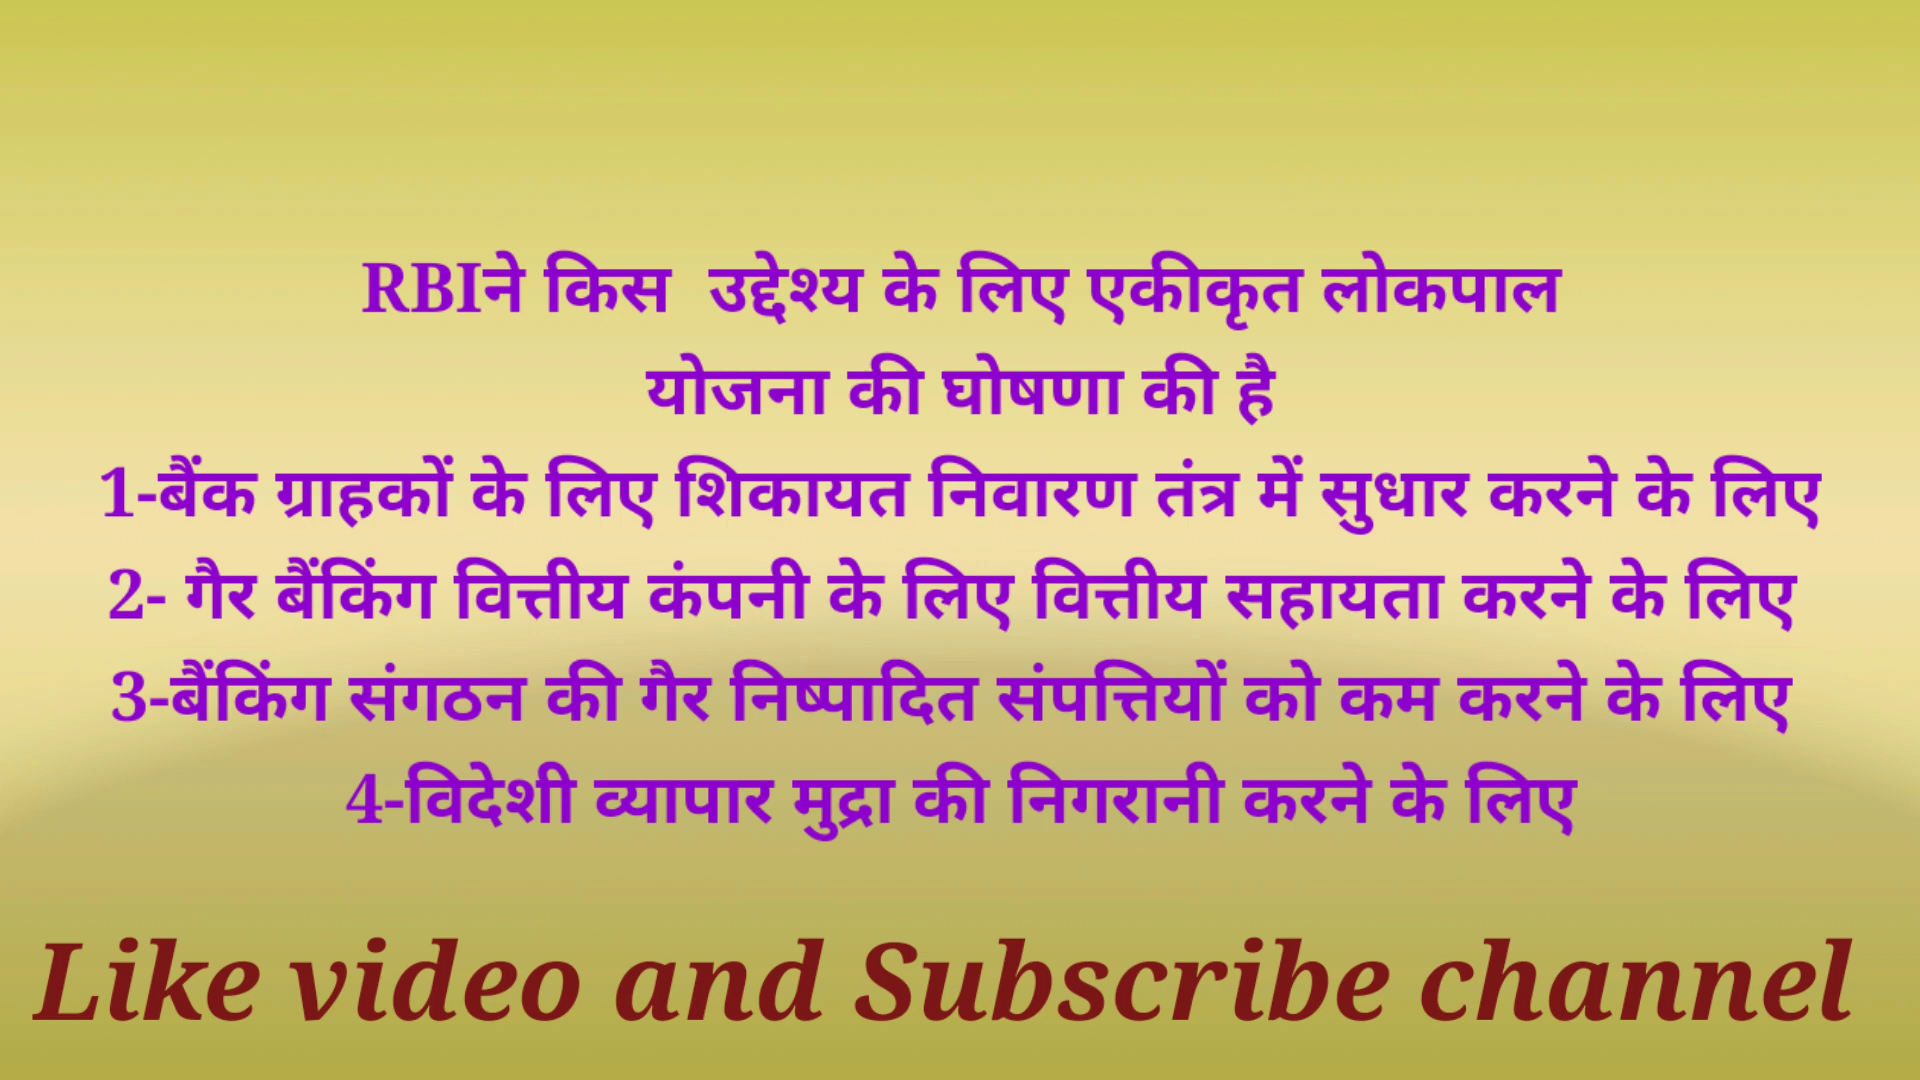 RBIने किस  उद्देश्य के लिए एकीकृत लोकपाल
योजना की घोषणा की है
1-बैंक ग्राहकों के लिए शिकायत निवारण तंत्र में सुधार करने के लिए
2- गैर बैंकिंग वित्तीय कंपनी के लिए वित्तीय सहायता करने के लिए
3-बैंकिंग संगठन की गैर निष्पादित संपत्तियों को कम करने के लिए
4-विदेशी व्यापार मुद्रा की निगरानी करने के लिए
Like video and Subscribe channel